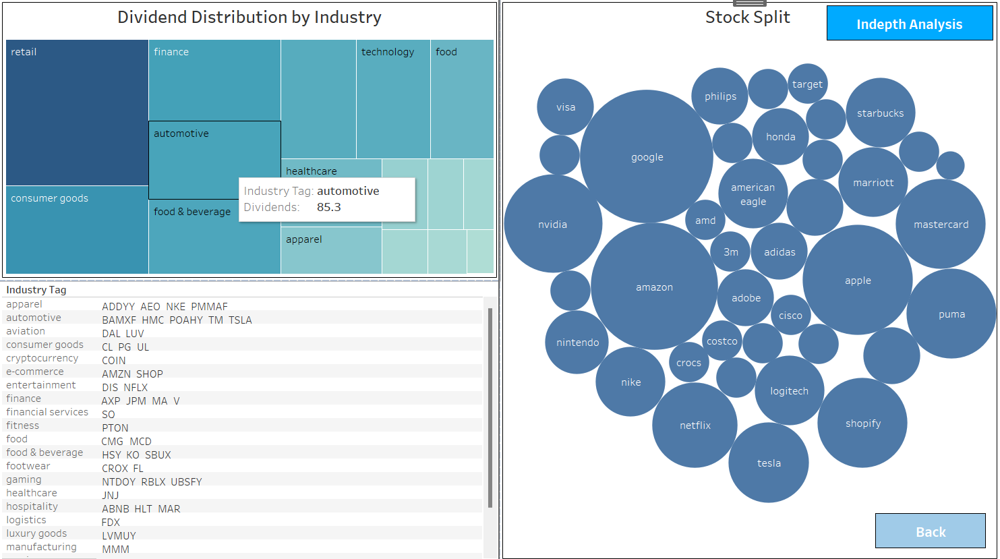 Dividend Distribution by Industry
retail
finance
technology
food
automotive
healthcare
Industry Tag: automotive
Dividends: 85.3
consumer goods
food & beverage
apparel
Industry Tag
apparel ADDYY AEO NKE PMMAF
automotive BAMXF HMC POAHY TM TSLA
aviation DAL LUV
consumer goods CL PG UL
cryptocurrency COIN
e-commerce AMZN SHOP
entertainment DIS NFLX
finance AXP JPM MA V
financial services SO
fitness PTON
food CMG MCD
food & beverage HSY KO SBUX
footwear CROX FL
gaming NTDOY RBLX UBSFY
healthcare JNJ
hospitality ABNB HLT MAR
logistics FDX
luxury goods LVMUY
manufacturing MMM
Stock Split
Indepth Analysis
target
philips
visa
starbucks
honda
google
marriott
american
eagle
amd
nvidia
mastercard
3m
adidas
apple
amazon
adobe
puma
cisco
costco
nintendo
crocs
nike
logitech
netflix
shopify
tesla
Back